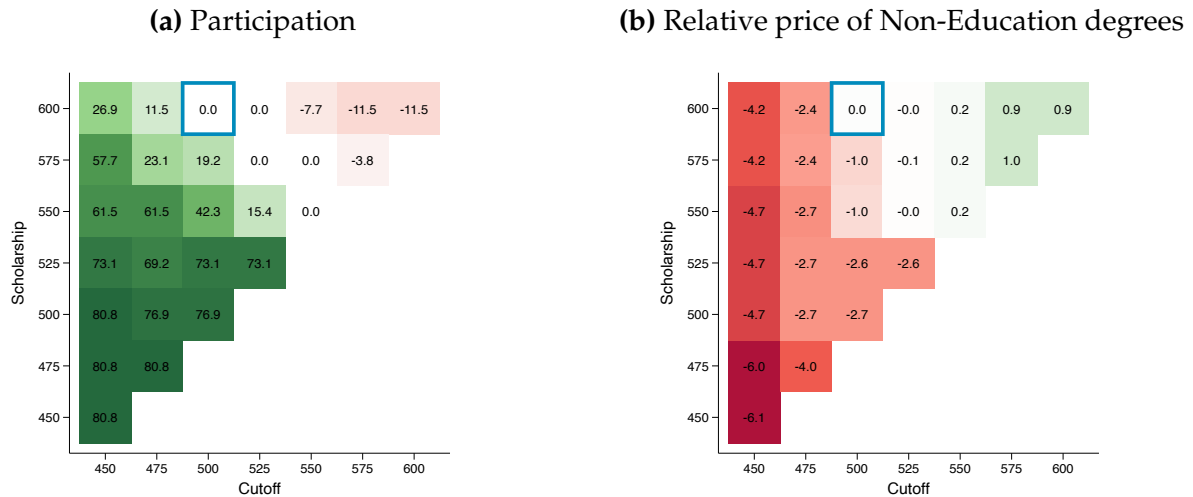 (a) Participation
600 26.9 11.5 0.0 0.0 -7.7 -11.5 -11.5
575 57.7 23.1 19.2 0.0 0.0 -3.8
550 61.5 61.5 42.3 15.4 0.0
525 73.1 69.2 73.1 73.1
500 80.8 76.9 76.9
475 80.8 80.8
450 80.8
Scholarship
450 475 500 525 550 575 600
Cutoff
(b) Relative price of Non-Education degrees
600 -4.2 -2.4 0.0 -0.0 0.2 0.9 0.9
575 -4.2 -2.4 -1.0 -0.1 0.2 1.0
550 -4.7 -2.7 -1.0 -0.0 0.2
525 -4.7 -2.7 -2.6 -2.6
500 -4.7 -2.7 -2.7
475 -6.0 -4.0
450 -6.1
Scholarship
450 475 500 525 550 575 600
Cutoff